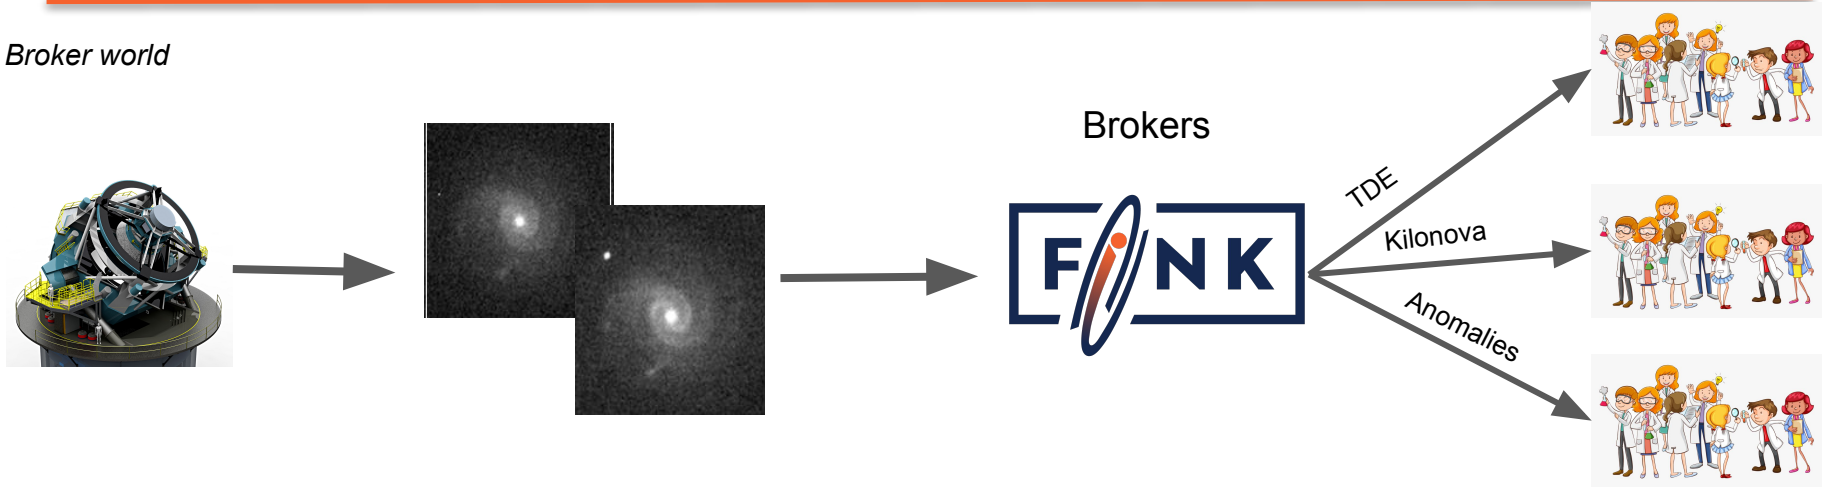 Broker world
Brokers
FINK
TDE
Kilonova
Anomalies